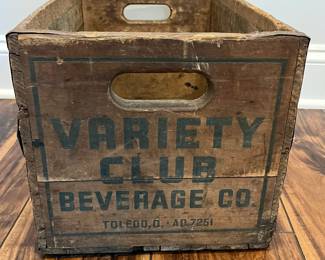 VARIETY
CLUB
BEVERAGE CO.
TOLEDO, O. - AD 7251